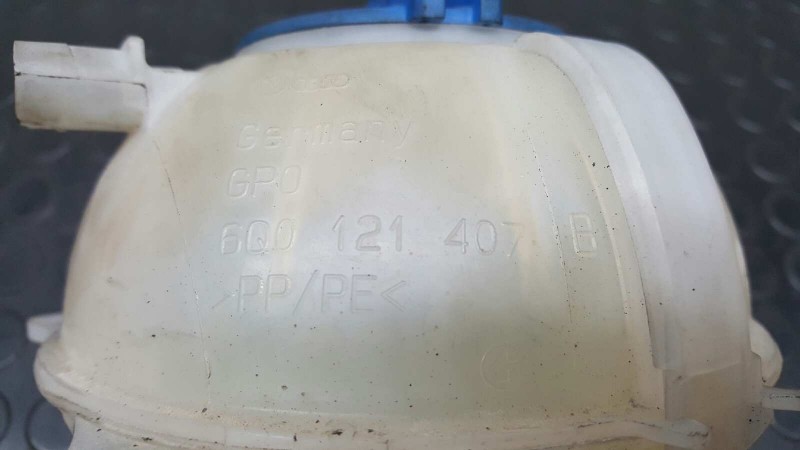 Germany
GPO
6Q0 121 407 B
>PP/PE<